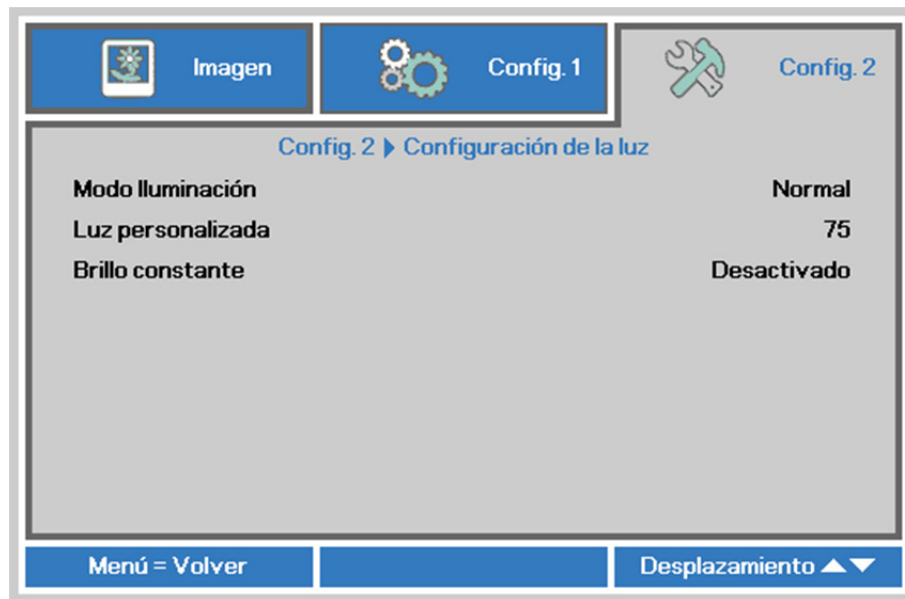 Imagen
Config. 1
Config. 2
Config. 2 ▶ Configuración de la luz
Modo Iluminación Normal
Luz personalizada 75
Brillo constante Desactivado
Menú = Volver
Desplazamiento ▲▼